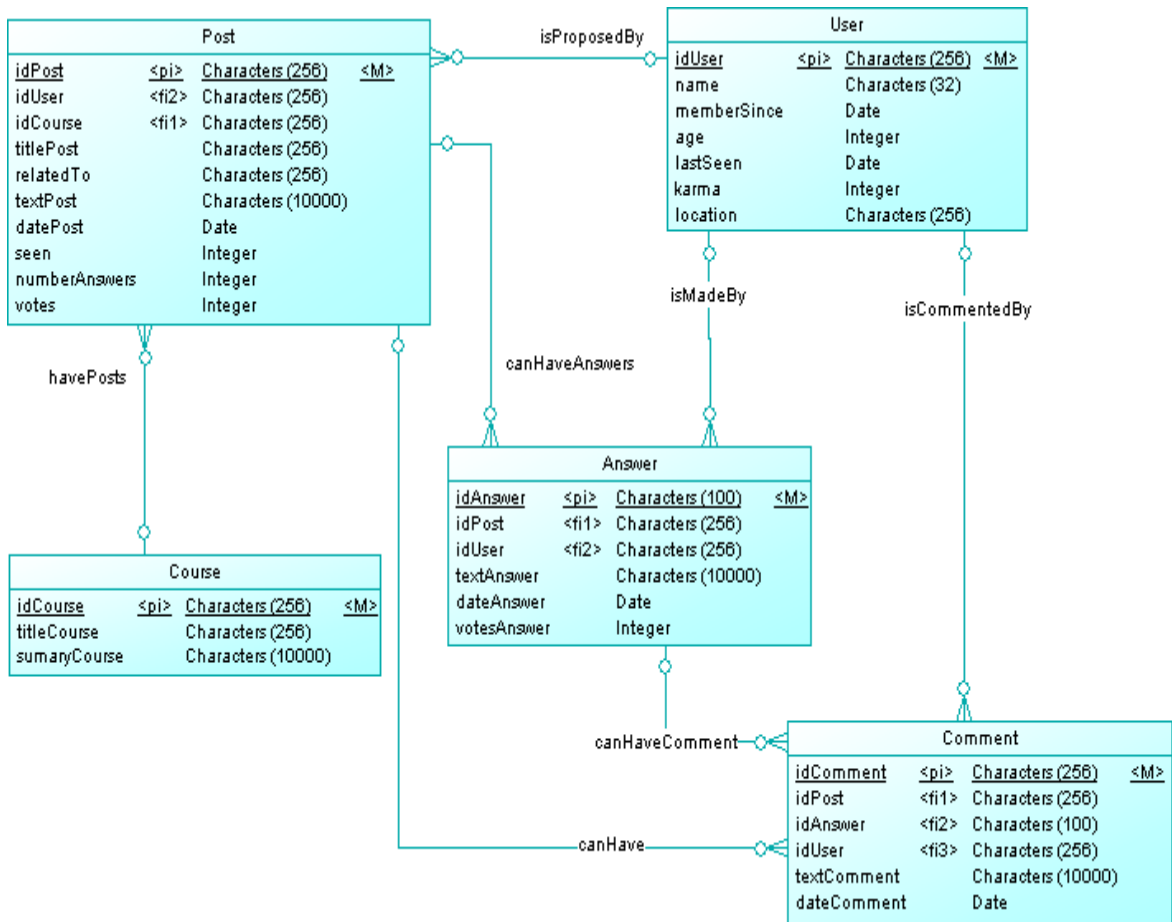 Post
idPost <pi> Characters (256) <M>
idUser <fi2> Characters (256)
idCourse <fi1> Characters (256)
titlePost Characters (256)
relatedTo Characters (256)
textPost Characters (10000)
datePost Date
seen Integer
numberAnswers Integer
votes Integer
isProposedBy
User
idUser <pi> Characters (256) <M>
name Characters (32)
memberSince Date
age Integer
lastSeen Date
karma Integer
location Characters (256)
isMadeBy
isCommentedBy
havePosts
canHaveAnswers
Answer
idAnswer <pi> Characters (100) <M>
idPost <fi1> Characters (256)
idUser <fi2> Characters (256)
textAnswer Characters (10000)
dateAnswer Date
votesAnswer Integer
Course
idCourse <pi> Characters (256) <M>
titleCourse Characters (256)
sumaryCourse Characters (10000)
canHaveComment
canHave
Comment
idComment <pi> Characters (256) <M>
idPost <fi1> Characters (256)
idAnswer <fi2> Characters (100)
idUser <fi3> Characters (256)
textComment Characters (10000)
dateComment Date